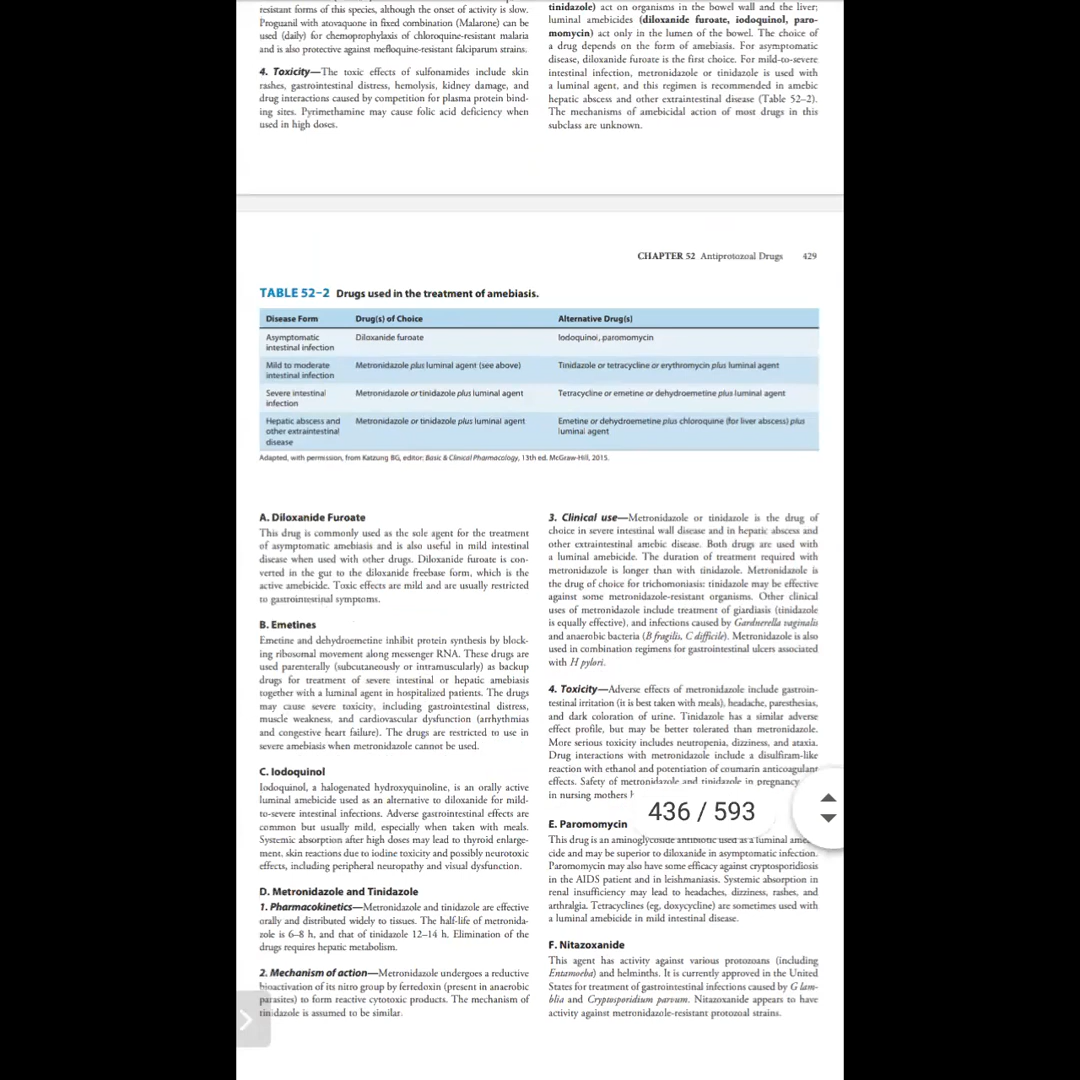 resistant forms of this species, although the onset of activity is slow.
Proguanil with atovaquone in fixed combination (Malarone) can be
used (daily) for chemoprophylaxis of chloroquine-resistant malaria
and is also protective against mefloquine-resistant falciparum strains.
4. Toxicity—The toxic effects of sulfonamides include skin
rashes, gastrointestinal distress, hemolysis, kidney damage, and
drug interactions caused by competition for plasma protein bind-
ing sites. Pyrimethamine may cause folic acid deficiency when
used in high doses.
tinidazole) act on organisms in the bowel wall and the liver;
luminal amebicides (diloxanide furoate, iodoquinol, paro-
momycin) act only in the lumen of the bowel. The choice of
a drug depends on the form of amebiasis. For asymptomatic
disease, diloxanide furoate is the first choice. For mild-to-severe
intestinal infection, metronidazole or tinidazole is used with
a luminal agent, and this regimen is recommended in amebic
hepatic abscess and other extraintestinal disease (Table 52–2).
The mechanisms of amebicidal action of most drugs in this
subclass are unknown.
CHAPTER 52 Antiprotozoal Drugs 429
TABLE 52–2 Drugs used in the treatment of amebiasis.
Disease Form Drug(s) of Choice Alternative Drug(s)
Asymptomatic Diloxanide furoate Iodoquinol, paromomycin
intestinal infection
Mild to moderate Metronidazole plus luminal agent (see above) Tinidazole or tetracycline or erythromycin plus luminal agent
intestinal infection
Severe intestinal Metronidazole or tinidazole plus luminal agent Tetracycline or emetine or dehydroemetine plus luminal agent
infection
Hepatic abscess and Metronidazole or tinidazole plus luminal agent Emetine or dehydroemetine plus chloroquine (for liver abscess) plus
other extraintestinal luminal agent
disease
Adapted, with permission, from Katzung BG, editor: Basic & Clinical Pharmacology, 13th ed. McGraw-Hill, 2015.
A. Diloxanide Furoate
This drug is commonly used as the sole agent for the treatment
of asymptomatic amebiasis and is also useful in mild intestinal
disease when used with other drugs. Diloxanide furoate is con-
verted in the gut to the diloxanide freebase form, which is the
active amebicide. Toxic effects are mild and are usually restricted
to gastrointestinal symptoms.
B. Emetines
Emetine and dehydroemetine inhibit protein synthesis by block-
ing ribosomal movement along messenger RNA. These drugs are
used parenterally (subcutaneously or intramuscularly) as backup
drugs for treatment of severe intestinal or hepatic amebiasis
together with a luminal agent in hospitalized patients. The drugs
may cause severe toxicity, including gastrointestinal distress,
muscle weakness, and cardiovascular dysfunction (arrhythmias
and congestive heart failure). The drugs are restricted to use in
severe amebiasis when metronidazole cannot be used.
C. Iodoquinol
Iodoquinol, a halogenated hydroxyquinoline, is an orally active
luminal amebicide used as an alternative to diloxanide for mild-
to-severe intestinal infections. Adverse gastrointestinal effects are
common but usually mild, especially when taken with meals.
Systemic absorption after high doses may lead to thyroid enlarge-
ment, skin reactions due to iodine toxicity and possibly neurotoxic
effects, including peripheral neuropathy and visual dysfunction.
D. Metronidazole and Tinidazole
1. Pharmacokinetics—Metronidazole and tinidazole are effective
orally and distributed widely to tissues. The half-life of metronida-
zole is 6–8 h, and that of tinidazole 12–14 h. Elimination of the
drugs requires hepatic metabolism.
2. Mechanism of action—Metronidazole undergoes a reductive
bioactivation of its nitro group by ferredoxin (present in anaerobic
parasites) to form reactive cytotoxic products. The mechanism of
tinidazole is assumed to be similar.
3. Clinical use—Metronidazole or tinidazole is the drug of
choice in severe intestinal wall disease and in hepatic abscess and
other extraintestinal amebic disease. Both drugs are used with
a luminal amebicide. The duration of treatment required with
metronidazole is longer than with tinidazole. Metronidazole is
the drug of choice for trichomoniasis: tinidazole may be effective
against some metronidazole-resistant organisms. Other clinical
uses of metronidazole include treatment of giardiasis (tinidazole
is equally effective), and infections caused by Gardnerella vaginalis
and anaerobic bacteria (B fragilis, C difficile). Metronidazole is also
used in combination regimens for gastrointestinal ulcers associated
with H pylori.
4. Toxicity—Adverse effects of metronidazole include gastroin-
testinal irritation (it is best taken with meals), headache, paresthesias,
and dark coloration of urine. Tinidazole has a similar adverse
effect profile, but may be better tolerated than metronidazole.
More serious toxicity includes neutropenia, dizziness, and ataxia.
Drug interactions with metronidazole include a disulfiram-like
reaction with ethanol and potentiation of coumarin anticoagulant
effects. Safety of metronidazole and tinidazole in pregnancy
in nursing mothers
436 / 593
E. Paromomycin
This drug is an aminoglycoside antibiotic used as a luminal ame
cide and may be superior to diloxanide in asymptomatic infection.
Paromomycin may also have some efficacy against cryptosporidiosis
in the AIDS patient and in leishmaniasis. Systemic absorption in
renal insufficiency may lead to headaches, dizziness, rashes, and
arthralgia. Tetracyclines (eg, doxycycline) are sometimes used with
a luminal amebicide in mild intestinal disease.
F. Nitazoxanide
This agent has activity against various protozoans (including
Entamoeba) and helminths. It is currently approved in the United
States for treatment of gastrointestinal infections caused by G lam-
blia and Cryptosporidium parvum. Nitazoxanide appears to have
activity against metronidazole-resistant protozoal strains.